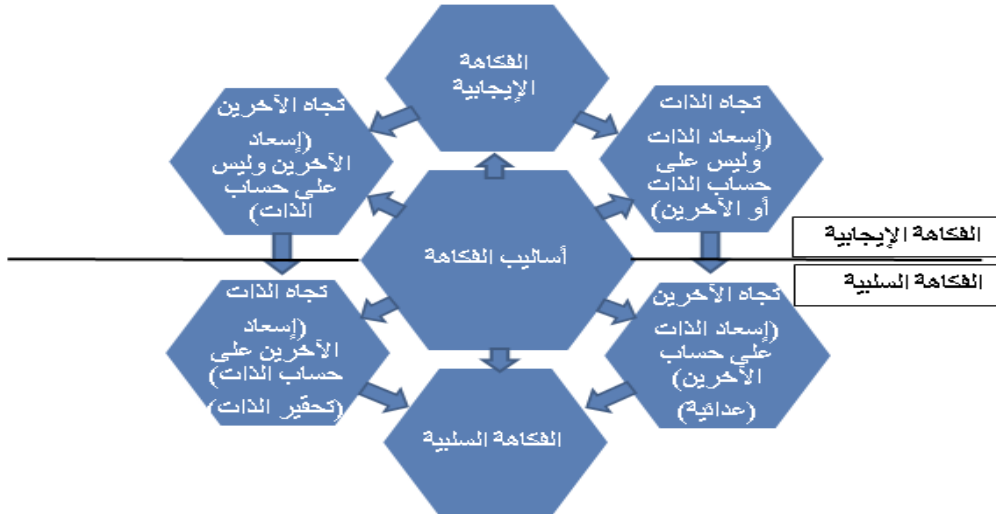 الفكاهة
الإيجابية
تجاه الذات
(إسعاد الذات
وليس على
حساب الذات
أو الآخرين)
تجاه الآخرين
(إسعاد
الآخرين وليس
على حساب
الذات)
أساليب الفكاهة
الفكاهة الإيجابية
الفكاهة السلبية
تجاه الآخرين
(إسعاد الذات
على حساب
الآخرين)
(عدائية)
تجاه الذات
(إسعاد
الآخرين على
حساب الذات)
(تحقير الذات)
الفكاهة السلبية